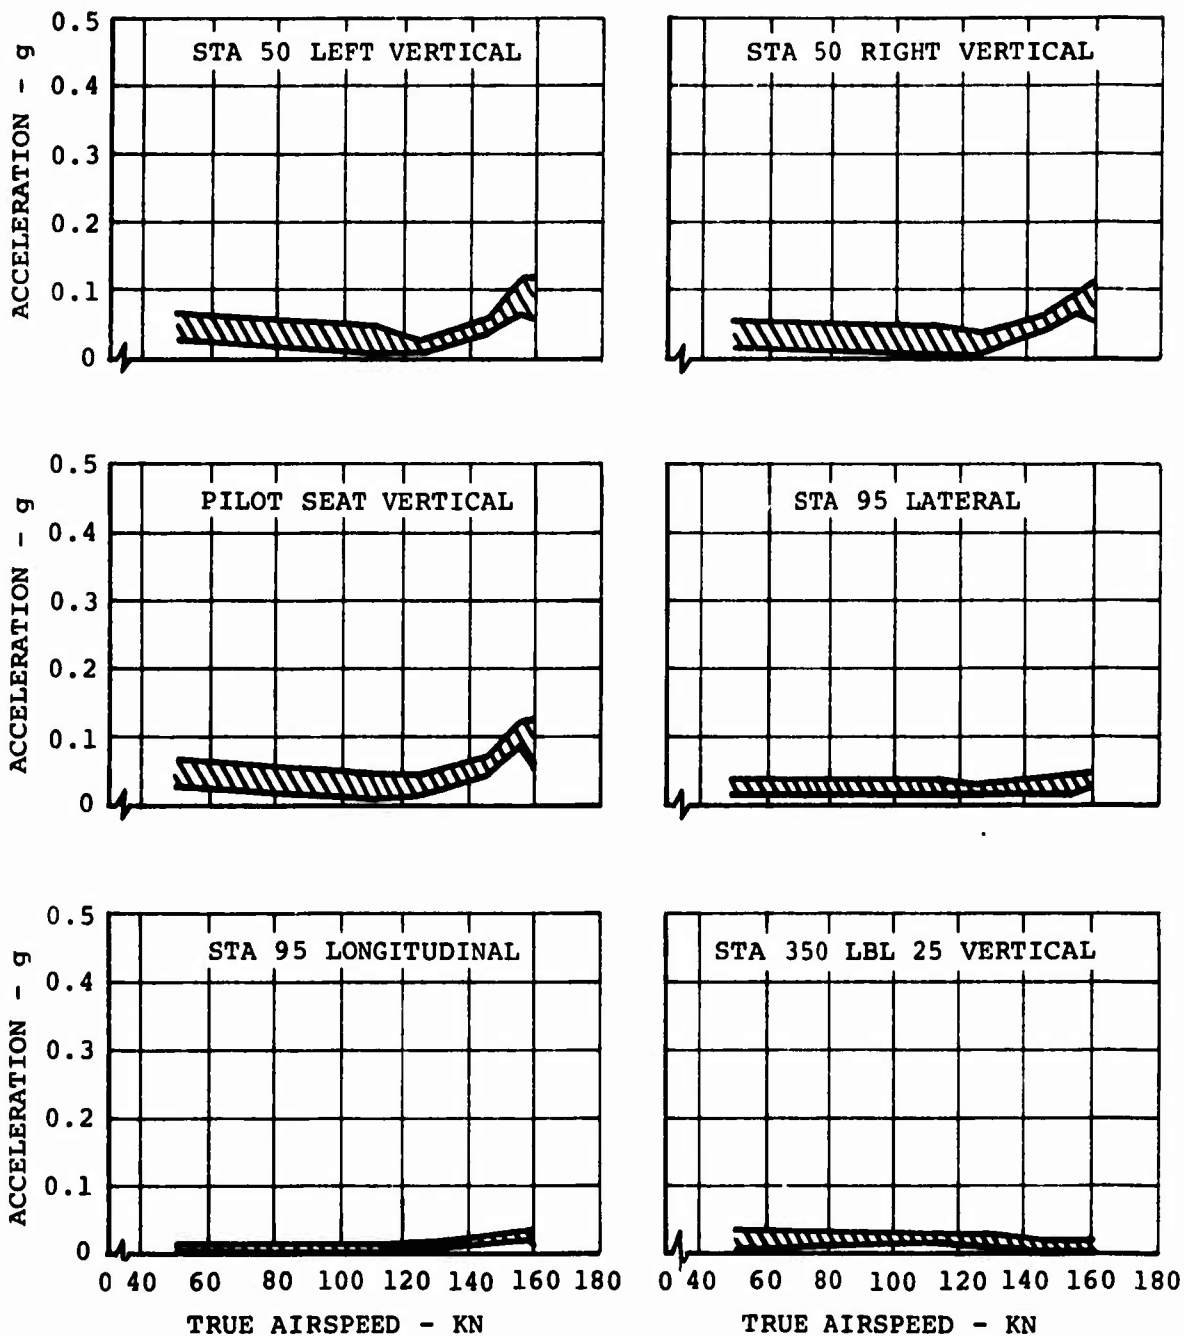 STA 50 LEFT VERTICAL
ACCELERATION - g
0.5
0.4
0.3
0.2
0.1
0
STA 50 RIGHT VERTICAL
PILOT SEAT VERTICAL
ACCELERATION - g
0.5
0.4
0.3
0.2
0.1
0
STA 95 LATERAL
STA 95 LONGITUDINAL
ACCELERATION - g
0.5
0.4
0.3
0.2
0.1
0
0 40 60 80 100 120 140 160 180
TRUE AIRSPEED - KN
STA 350 LBL 25 VERTICAL
0 40 60 80 100 120 140 160 180
TRUE AIRSPEED - KN